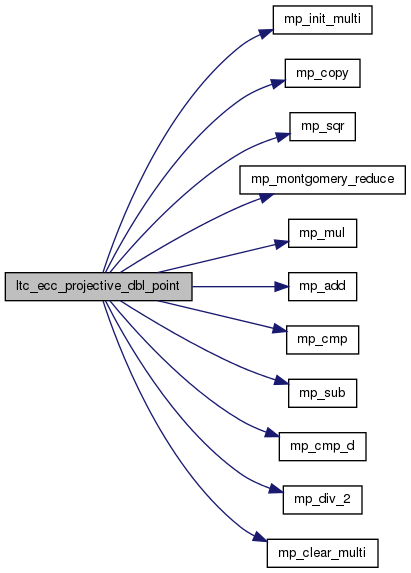 mp_init_multi
mp_copy
mp_sqr
mp_montgomery_reduce
mp_mul
ltc_ecc_projective_dbl_point
mp_add
mp_cmp
mp_sub
mp_cmp_d
mp_div_2
mp_clear_multi